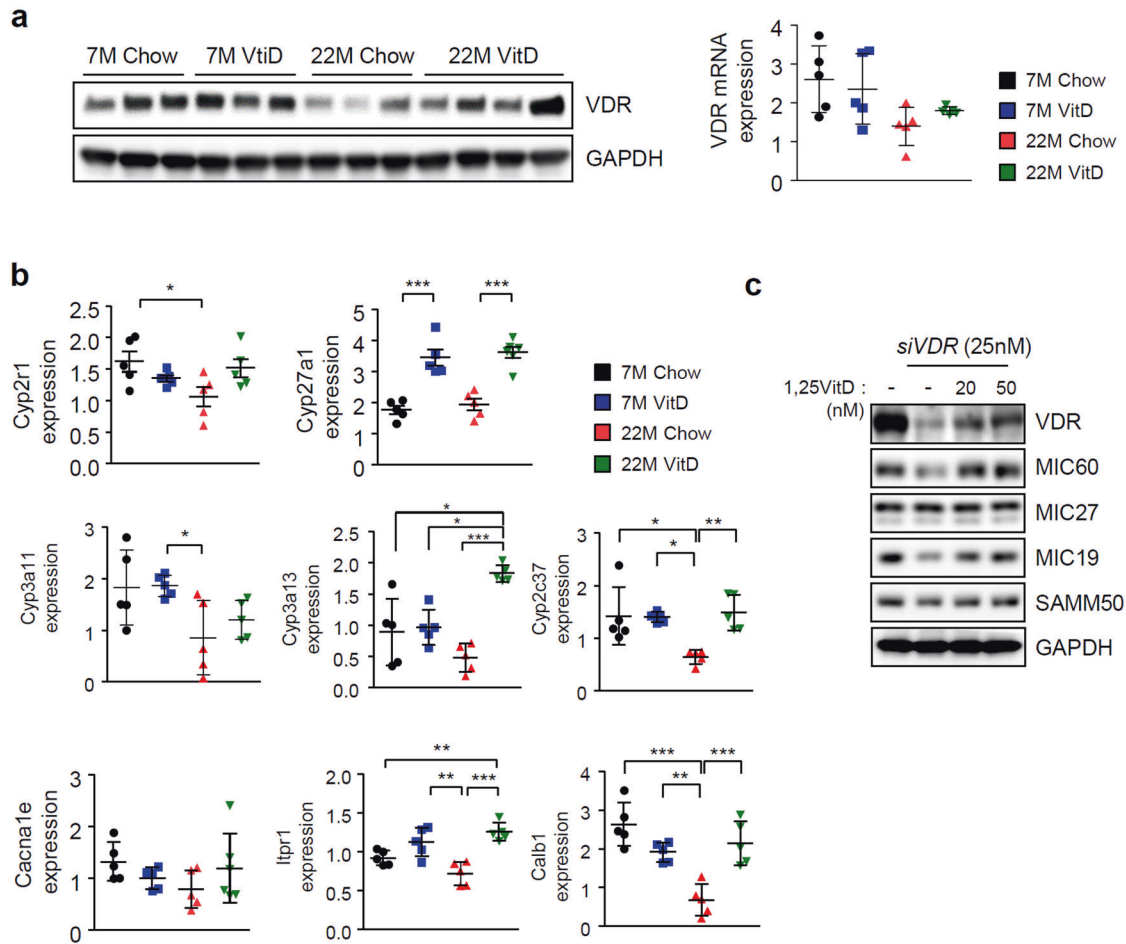 a
7M Chow 7M VtiD 22M Chow 22M VitD
VDR
GAPDH
VDR mRNA
expression
4
3
2
1
0
7M Chow
7M VitD
22M Chow
22M VitD
b
Cyp2r1
expression
2.5
2.0
1.5
1.0
0.5
0.0
*
Cyp27a1
expression
5
4
3
2
1
0
*** ***
7M Chow
7M VitD
22M Chow
22M VitD
Cyp3a11
expression
3
2
1
0
*
Cyp3a13
expression
2.5
2.0
1.5
1.0
0.5
0.0
*
*
***
Cyp2c37
expression
3
2
1
0
* **
*
Cacna1e
expression
3
2
1
0
Itpr1
expression
2.0
1.5
1.0
0.5
0.0
**
** ***
Calb1
expression
4
3
2
1
0
*** ***
**
c
siVDR (25nM)
1,25VitD : - - 20 50
(nM)
VDR
MIC60
MIC27
MIC19
SAMM50
GAPDH